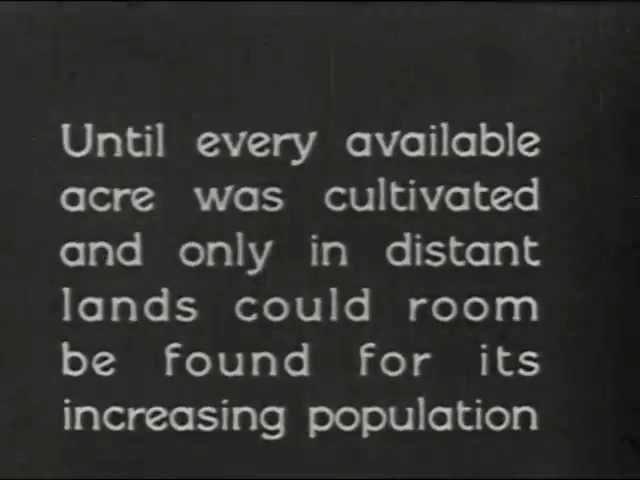 Until every available
acre was cultivated
and only in distant
lands could room
be found for its
increasing population